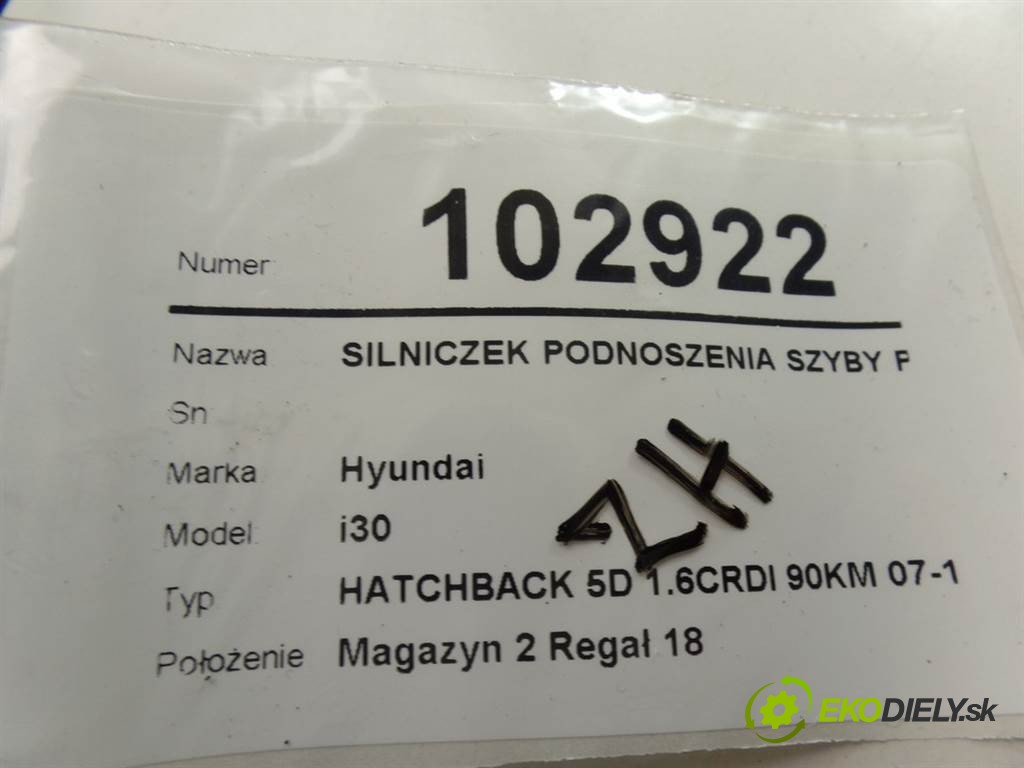 Numer 102922
Nazwa SILNICZEK PODNOSZENIA SZYBY P
Sn
Marka Hyundai
Model i30
ZH
Typ HATCHBACK 5D 1.6CRDI 90KM 07-1
Położenie Magazyn 2 Regał 18
EKODIELY.sk